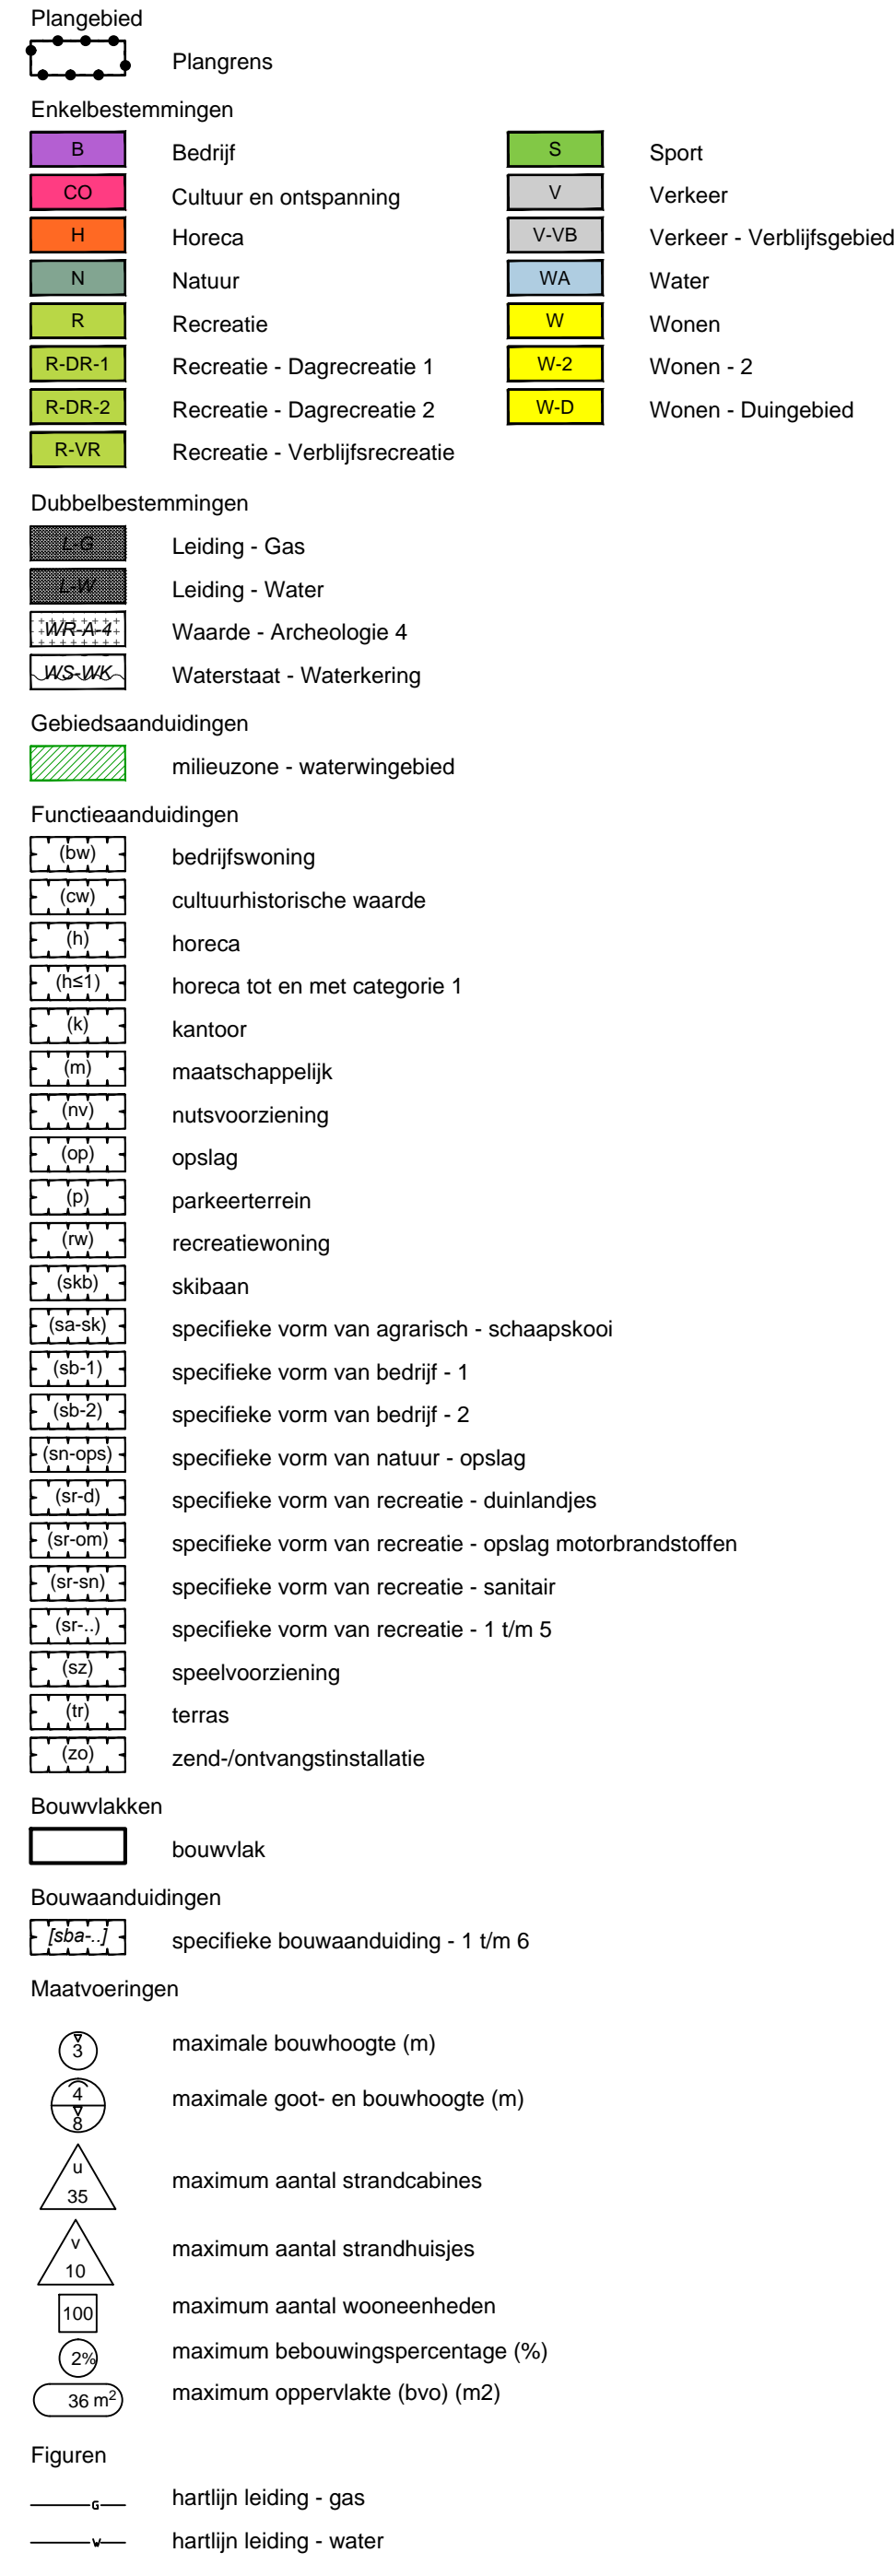 Plangebied
Plangrens
Enkelbestemmingen
B Bedrijf
CO Cultuur en ontspanning
H Horeca
N Natuur
R Recreatie
R-DR-1 Recreatie - Dagrecreatie 1
R-DR-2 Recreatie - Dagrecreatie 2
R-VR Recreatie - Verblijfsrecreatie
S Sport
V Verkeer
V-VB Verkeer - Verblijfsgebied
WA Water
W Wonen
W-2 Wonen - 2
W-D Wonen - Duingebied
Dubbelbestemmingen
L-G Leiding - Gas
L-W Leiding - Water
WR-A-4 Waarde - Archeologie 4
WS-WK Waterstaat - Waterkering
Gebiedsaanduidingen
milieuzone - waterwingebied
Functieaanduidingen
(bw) bedrijfswoning
(cw) cultuurhistorische waarde
(h) horeca
(h≤1) horeca tot en met categorie 1
(k) kantoor
(m) maatschappelijk
(nv) nutsvoorziening
(op) opslag
(p) parkeerterrein
(rw) recreatiewoning
(skb) skibaan
(sa-sk) specifieke vorm van agrarisch - schaapskooi
(sb-1) specifieke vorm van bedrijf - 1
(sb-2) specifieke vorm van bedrijf - 2
(sn-ops) specifieke vorm van natuur - opslag
(sr-d) specifieke vorm van recreatie - duinlandjes
(sr-om) specifieke vorm van recreatie - opslag motorbrandstoffen
(sr-sn) specifieke vorm van recreatie - sanitair
(sr-..) specifieke vorm van recreatie - 1 t/m 5
(sz) speelvoorziening
(tr) terras
(zo) zend-/ontvangstinstallatie
Bouwvlakken
bouwvlak
Bouwaanduidingen
[sba-..] specifieke bouwaanduiding - 1 t/m 6
Maatvoeringen
3 maximale bouwhoogte (m)
4
8 maximale goot- en bouwhoogte (m)
u
35 maximum aantal strandcabines
v
10 maximum aantal strandhuisjes
100 maximum aantal wooneenheden
2% maximum bebouwingspercentage (%)
36 m² maximum oppervlakte (bvo) (m2)
Figuren
G hartlijn leiding - gas
W hartlijn leiding - water